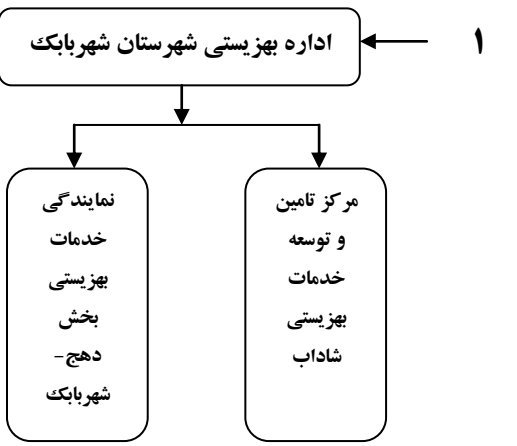 ۱
اداره بهزیستی شهرستان شهربابک
مرکز تامین
و توسعه
خدمات
بهزیستی
شاداب
نمایندگی
خدمات
بهزیستی
بخش
دهج-
شهربابک